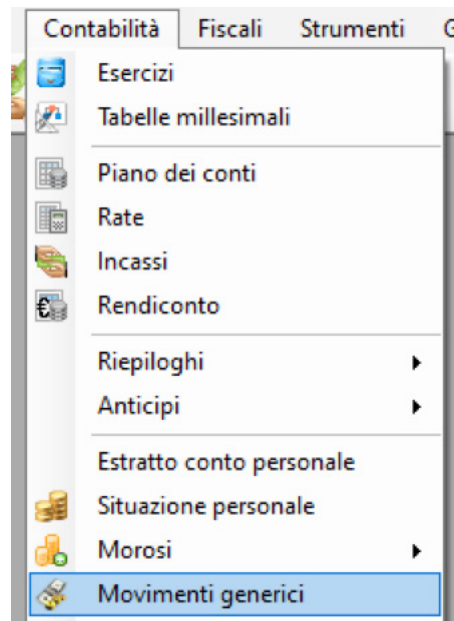 Contabilità Fiscali Strumenti G
Esercizi
Tabelle millesimali
Piano dei conti
Rate
Incassi
Rendiconto
Riepiloghi
Anticipi
Estratto conto personale
Situazione personale
Morosi
Movimenti generici